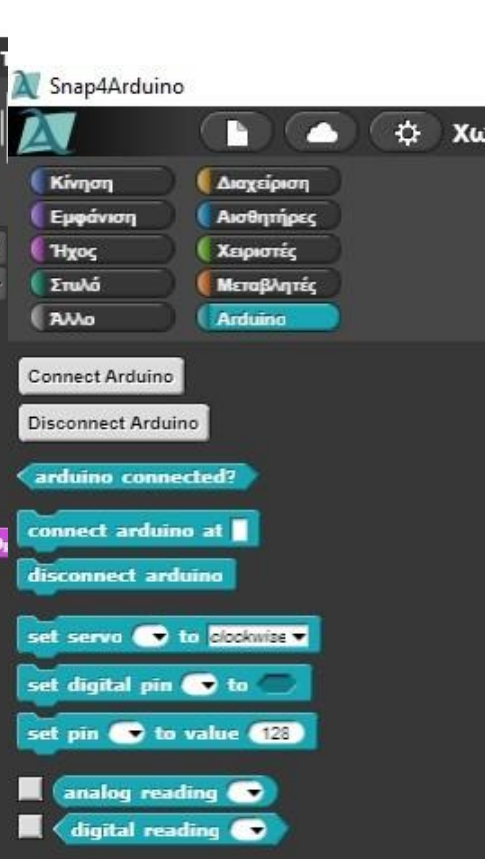 Snap4Arduino
Χω
Κίνηση Διαχείριση
Εμφάνιση Αισθητήρες
Ήχος Χειριστές
Στυλό Μεταβλητές
Άλλο Arduino
Connect Arduino
Disconnect Arduino
arduino connected?
connect arduino at
disconnect arduino
set servo to clockwise
set digital pin to
set pin to value 128
analog reading
digital reading